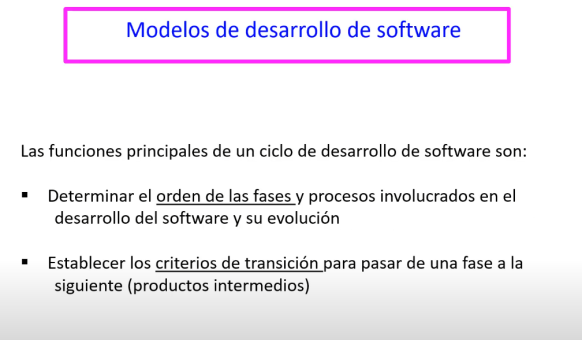 Modelos de desarrollo de software
Las funciones principales de un ciclo de desarrollo de software son:
▪ Determinar el orden de las fases y procesos involucrados en el
desarrollo del software y su evolución
▪ Establecer los criterios de transición para pasar de una fase a la
siguiente (productos intermedios)